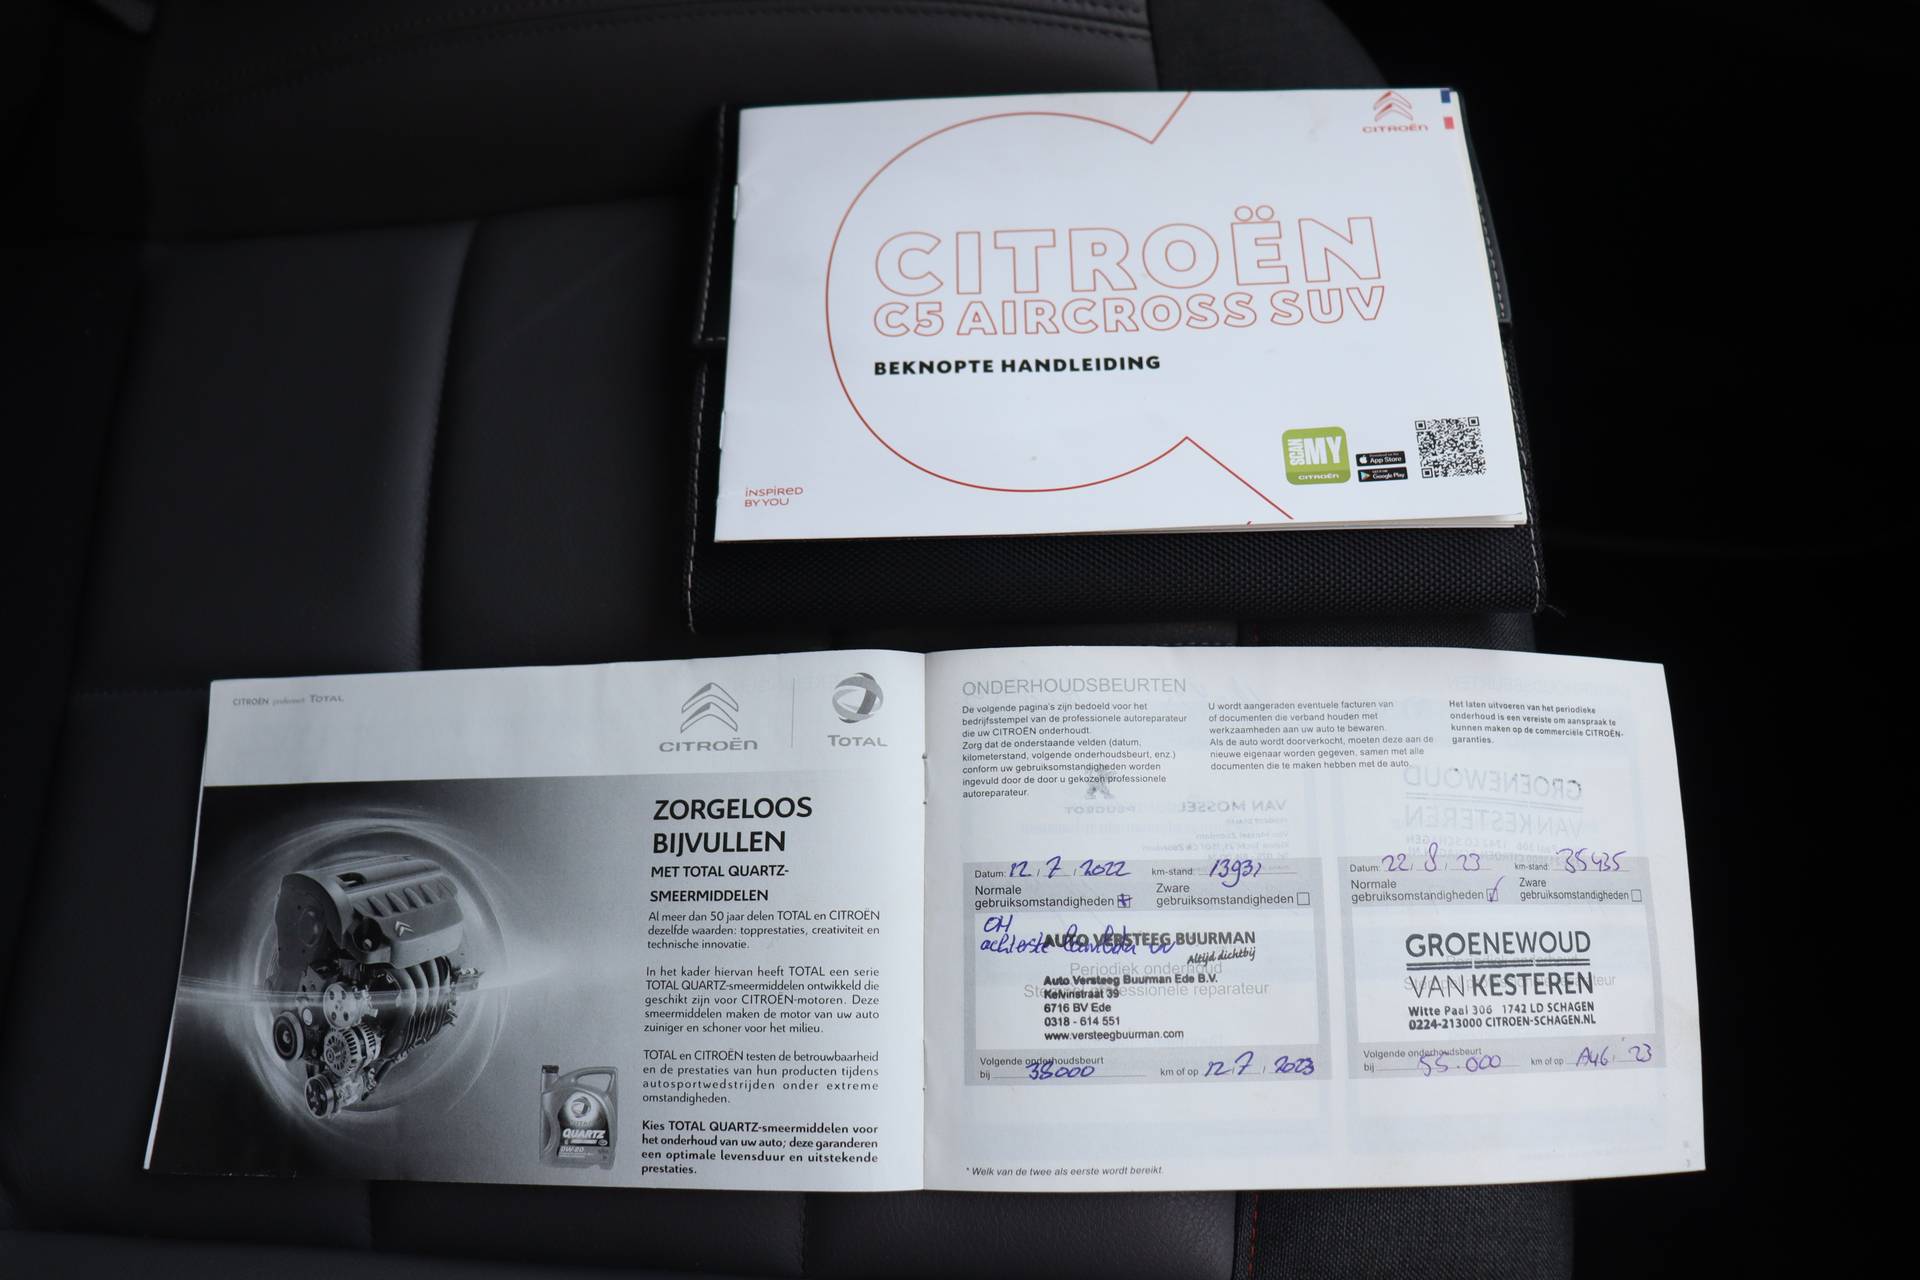 CITROËN
CITROËN
C5 AIRCROSS SUV
BEKNOPTE HANDLEIDING
INSPIRED
BY YOU
SCAN
MY
CITROËN
App Store
Google Play
CITROËN prefereert TOTAL
CITROËN
TOTAL
ZORGELOOS
BIJVULLEN
MET TOTAL QUARTZ-
SMEERMIDDELEN
Al meer dan 50 jaar delen TOTAL en CITROËN
dezelfde waarden: topprestaties, creativiteit en
technische innovatie.
In het kader hiervan heeft TOTAL een serie
TOTAL QUARTZ-smeermiddelen ontwikkeld die
geschikt zijn voor CITROËN-motoren. Deze
smeermiddelen maken de motor van uw auto
zuiniger en schoner voor het milieu.
TOTAL en CITROËN testen de betrouwbaarheid
en de prestaties van hun producten tijdens
autosportwedstrijden onder extreme
omstandigheden.
Kies TOTAL QUARTZ-smeermiddelen voor
het onderhoud van uw auto; deze garanderen
een optimale levensduur en uitstekende
prestaties.
QUARTZ
0W-20
ONDERHOUDSBEURTEN
De volgende pagina's zijn bedoeld voor het
bedrijfsstempel van de professionele autoreparateur
die uw CITROËN onderhoudt.
Zorg dat de onderstaande velden (datum,
kilometerstand, volgende onderhoudsbeurt, enz.)
conform uw gebruiksomstandigheden worden
ingevuld door de door u gekozen professionele
autoreparateur.
U wordt aangeraden eventuele facturen van
of documenten die verband houden met
werkzaamheden aan uw auto te bewaren.
Als de auto wordt doorverkocht, moeten deze aan de
nieuwe eigenaar worden gegeven, samen met alle
documenten die te maken hebben met de auto.
Het laten uitvoeren van het periodieke
onderhoud is een vereiste om aanspraak te
kunnen maken op de commerciële CITROËN-
garanties.
Datum: 12 / 7 / 2022 km-stand:
Normale
gebruiksomstandigheden
Zware
gebruiksomstandigheden
OH
achterste
AUTO VERSTEEG BUURMAN
Altijd dichtbij
Periodiek onderhoud
Stempel professionele reparateur
Auto Versteeg Buurman Ede B.V.
Kelvinstraat 39
6716 BV Ede
0318 - 614 551
www.versteegbuurman.com
Volgende onderhoudsbeurt
bij 38000 km of op 12 / 7 / 2023
Datum: 22 / 8 / 23 km-stand: 35435
Normale
gebruiksomstandigheden
Zware
gebruiksomstandigheden
GROENEWOUD
VAN KESTEREN
Witte Paal 306 1742 LD SCHAGEN
0224-213000 CITROEN-SCHAGEN.NL
Volgende onderhoudsbeurt
bij 55.000 km of op AUG. '23
* Welk van de twee als eerste wordt bereikt.